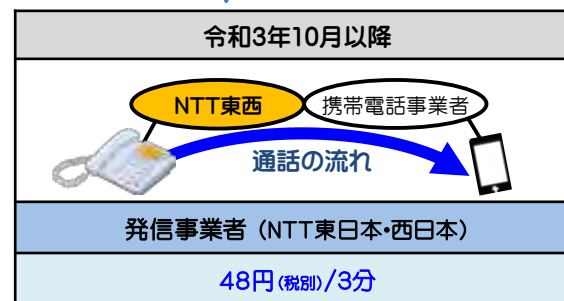 令和3年10月以降
NTT東西
携帯電話事業者
通話の流れ
発信事業者（NTT東日本・西日本）
48円(税別)/3分